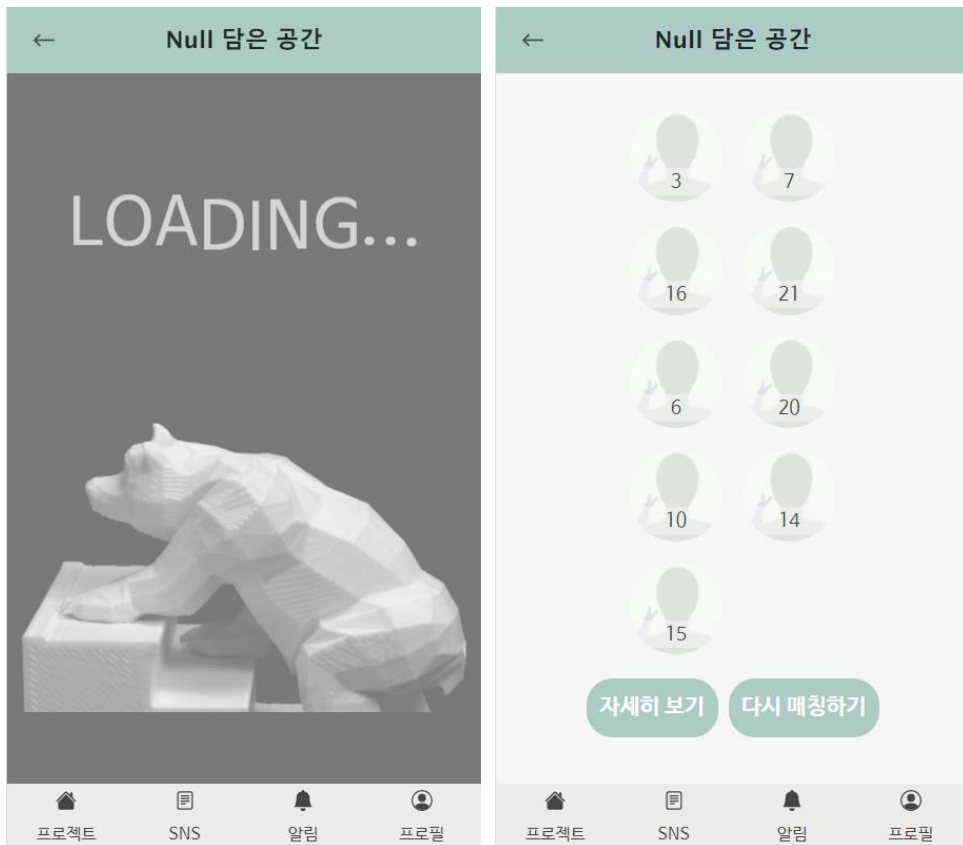 Null 담은 공간
LOADING...
프로젝트 SNS 알림 프로필
Null 담은 공간
3 7
16 21
6 20
10 14
15
자세히 보기 다시 매칭하기
프로젝트 SNS 알림 프로필